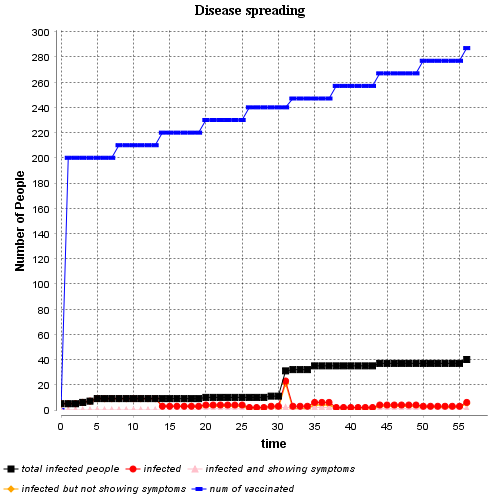 Disease spreading
Number of People
300
280
260
240
220
200
180
160
140
120
100
80
60
40
20
0
0 5 10 15 20 25 30 35 40 45 50 55
time
total infected people infected infected and showing symptoms
infected but not showing symptoms num of vaccinated